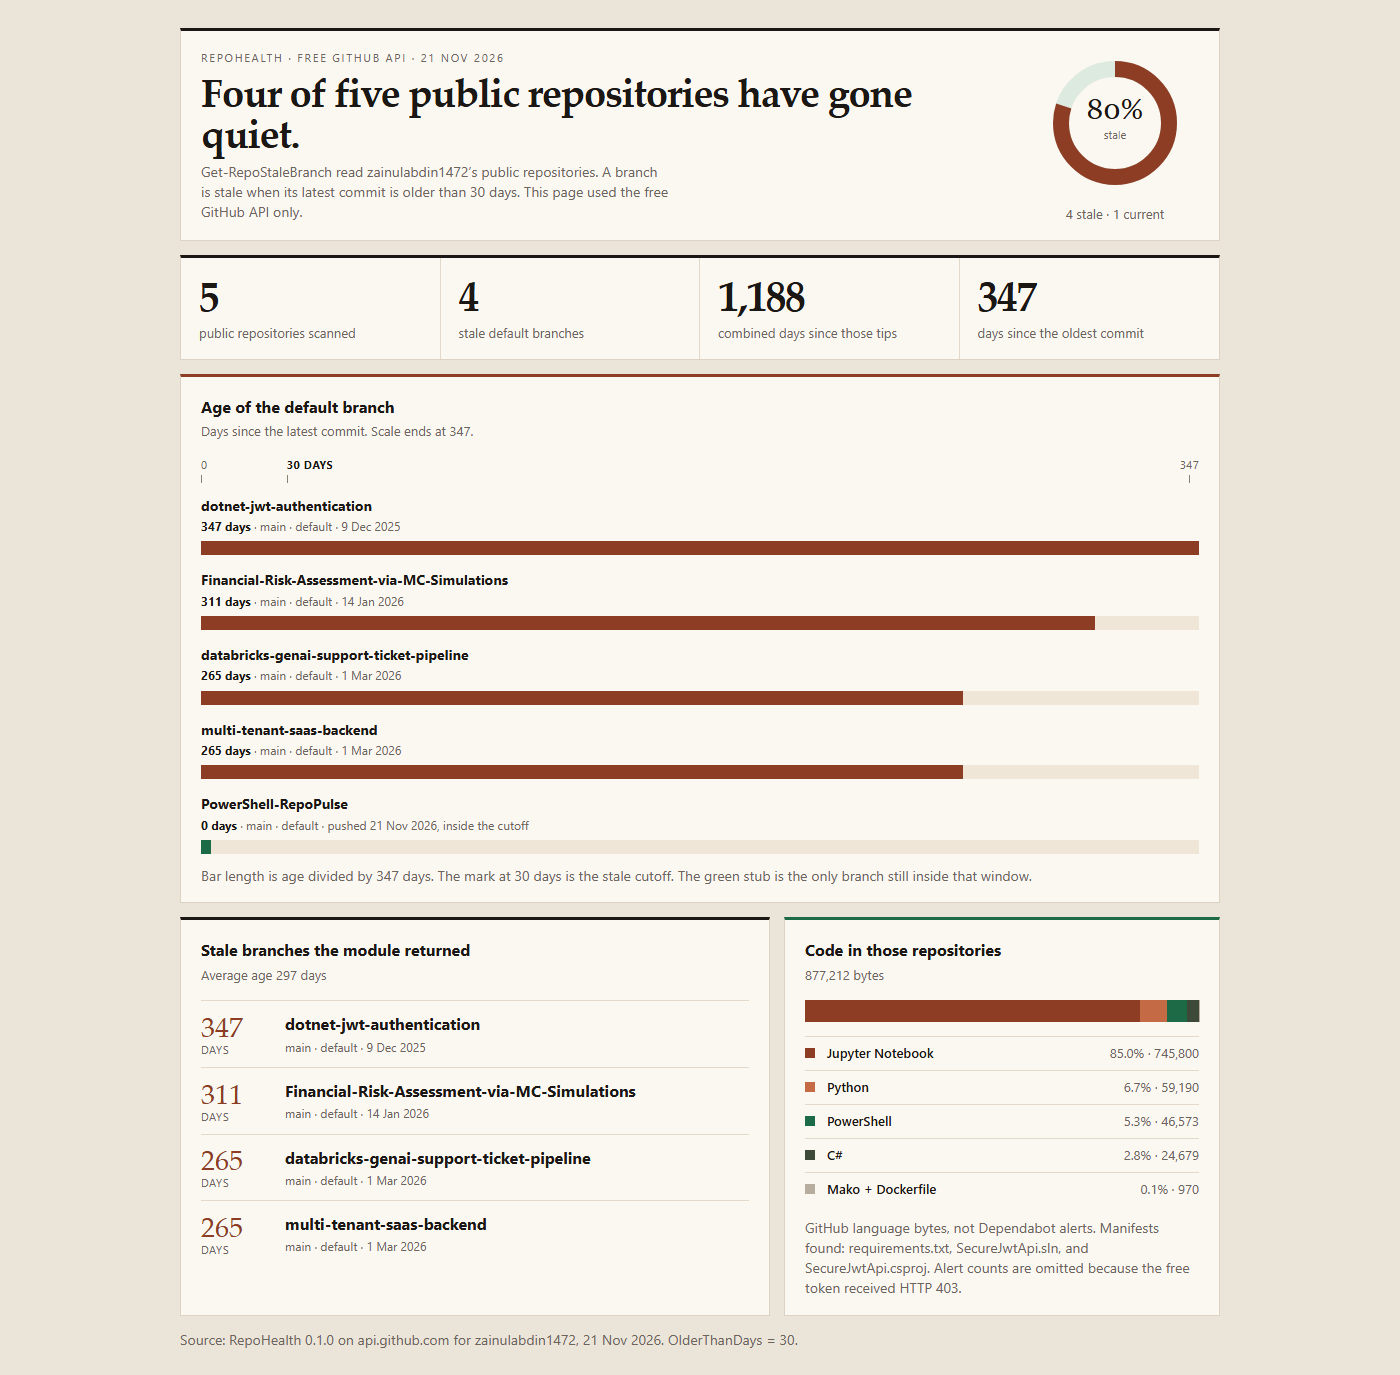 REPOHEALTH · FREE GITHUB API · 21 NOV 2026
Four of five public repositories have gone
quiet.
Get-RepoStaleBranch read zainulabdin1472’s public repositories. A branch
is stale when its latest commit is older than 30 days. This page used the free
GitHub API only.
80%
stale
4 stale · 1 current
5
public repositories scanned
4
stale default branches
1,188
combined days since those tips
347
days since the oldest commit
Age of the default branch
Days since the latest commit. Scale ends at 347.
0 30 DAYS 347
dotnet-jwt-authentication
347 days · main · default · 9 Dec 2025
Financial-Risk-Assessment-via-MC-Simulations
311 days · main · default · 14 Jan 2026
databricks-genai-support-ticket-pipeline
265 days · main · default · 1 Mar 2026
multi-tenant-saas-backend
265 days · main · default · 1 Mar 2026
PowerShell-RepoPulse
0 days · main · default · pushed 21 Nov 2026, inside the cutoff
Bar length is age divided by 347 days. The mark at 30 days is the stale cutoff. The green stub is the only branch still inside that window.
Stale branches the module returned
Average age 297 days
347 dotnet-jwt-authentication
DAYS main · default · 9 Dec 2025
311 Financial-Risk-Assessment-via-MC-Simulations
DAYS main · default · 14 Jan 2026
265 databricks-genai-support-ticket-pipeline
DAYS main · default · 1 Mar 2026
265 multi-tenant-saas-backend
DAYS main · default · 1 Mar 2026
Code in those repositories
877,212 bytes
Jupyter Notebook 85.0% · 745,800
Python 6.7% · 59,190
PowerShell 5.3% · 46,573
C# 2.8% · 24,679
Mako + Dockerfile 0.1% · 970
GitHub language bytes, not Dependabot alerts. Manifests
found: requirements.txt, SecureJwtApi.sln, and
SecureJwtApi.csproj. Alert counts are omitted because the free
token received HTTP 403.
Source: RepoHealth 0.1.0 on api.github.com for zainulabdin1472, 21 Nov 2026. OlderThanDays = 30.